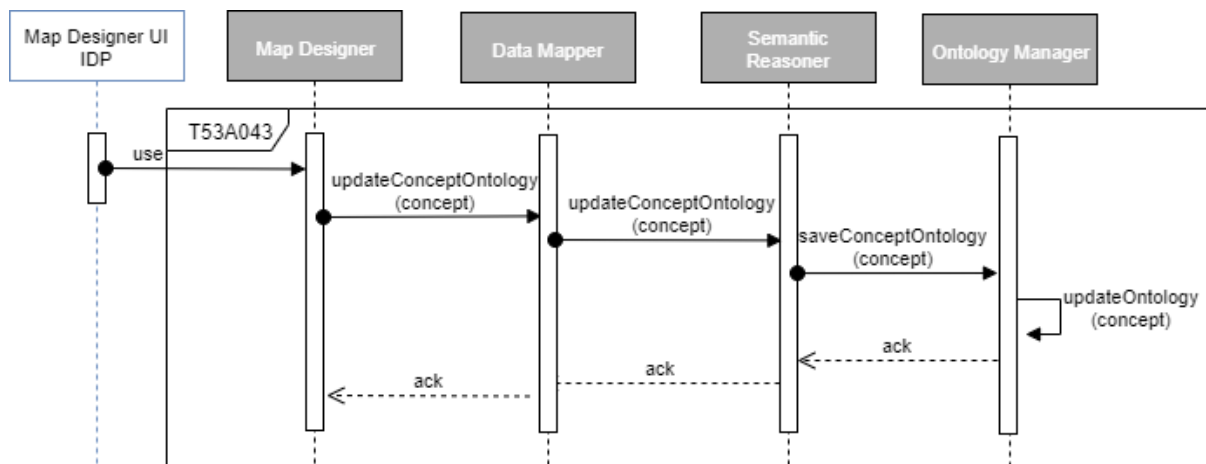 Map Designer UI
IDP
Map Designer
Data Mapper
Semantic
Reasoner
Ontology Manager
T53A043
use
updateConceptOntology
(concept)
updateConceptOntology
(concept)
saveConceptOntology
(concept)
updateOntology
(concept)
ack
ack
ack